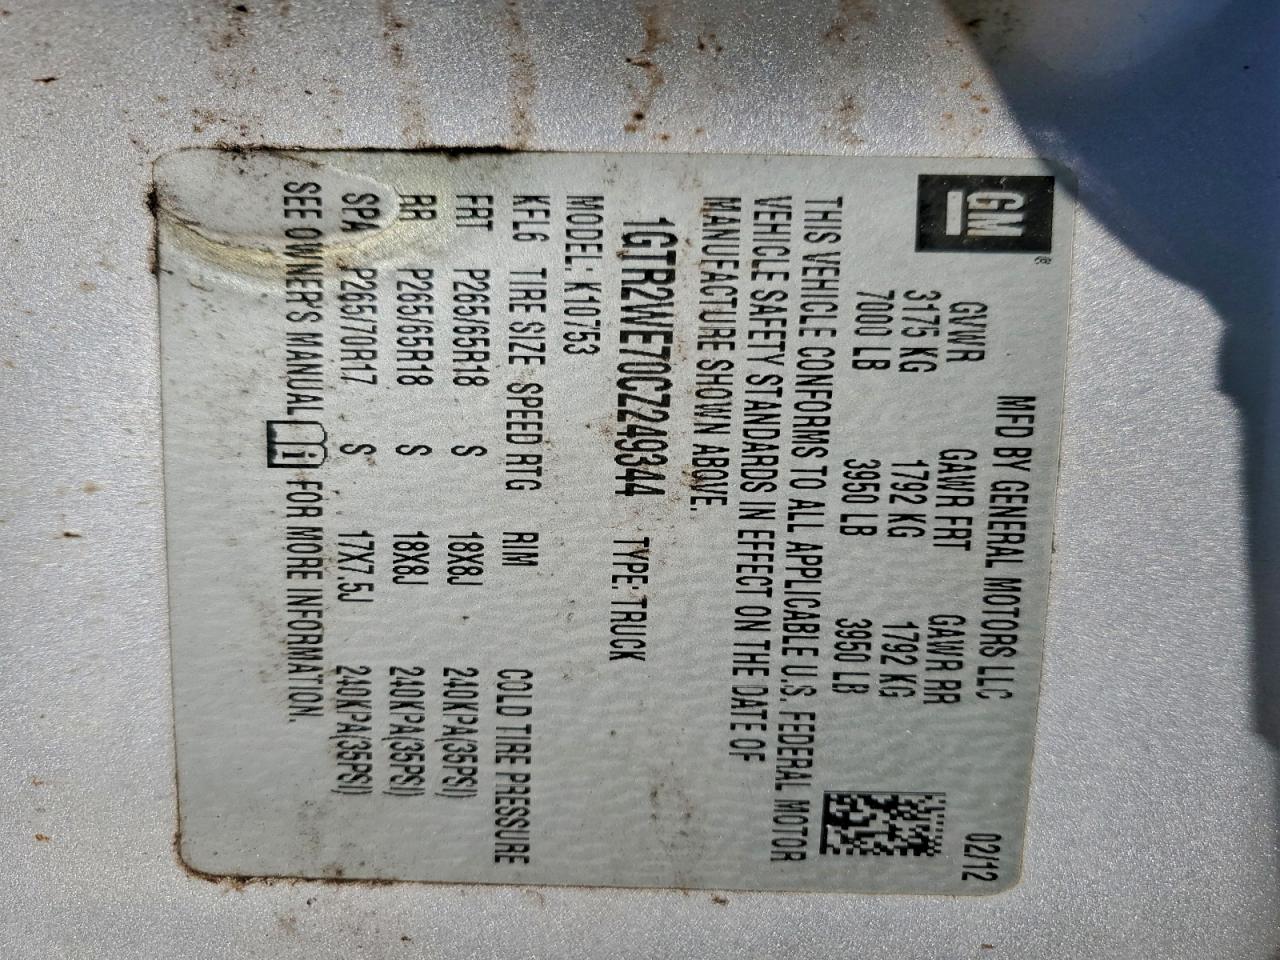 GM®
MFD BY GENERAL MOTORS LLC 02/12
GVWR GAWR FRT GAWR RR
3175 KG 1792 KG 1792 KG
7000 LB 3950 LB 3950 LB
THIS VEHICLE CONFORMS TO ALL APPLICABLE U.S. FEDERAL MOTOR
VEHICLE SAFETY STANDARDS IN EFFECT ON THE DATE OF
MANUFACTURE SHOWN ABOVE.
1GTR2WE70CZ249344 TYPE: TRUCK
MODEL: K10753
KFL6 TIRE SIZE SPEED RTG RIM COLD TIRE PRESSURE
FRT P265/65R18 S 18X8J 240KPA(35PSI)
RR P265/65R18 S 18X8J 240KPA(35PSI)
SPA P265/70R17 S 17X7.5J 240KPA(35PSI)
SEE OWNER'S MANUAL i FOR MORE INFORMATION.